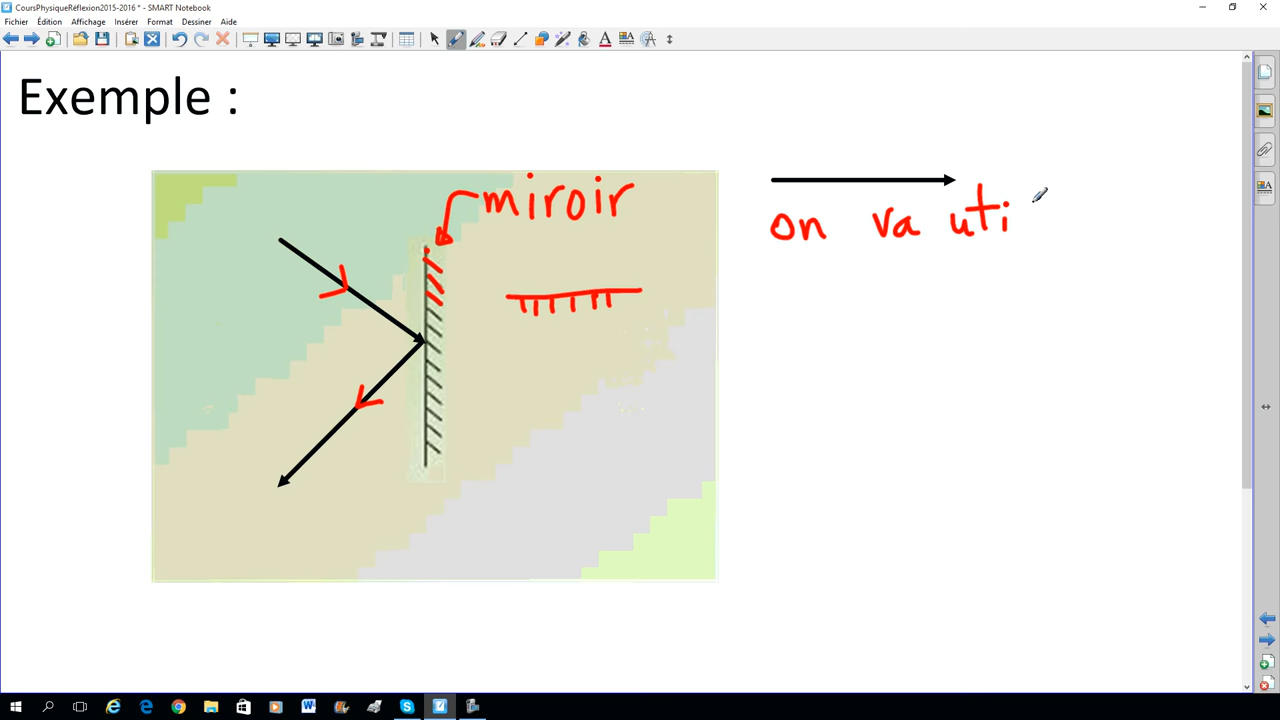 CoursPhysiqueRéflexion2015-2016 * - SMART Notebook
Fichier Édition Affichage Insérer Format Dessiner Aide
Exemple :
miroir
on va uti